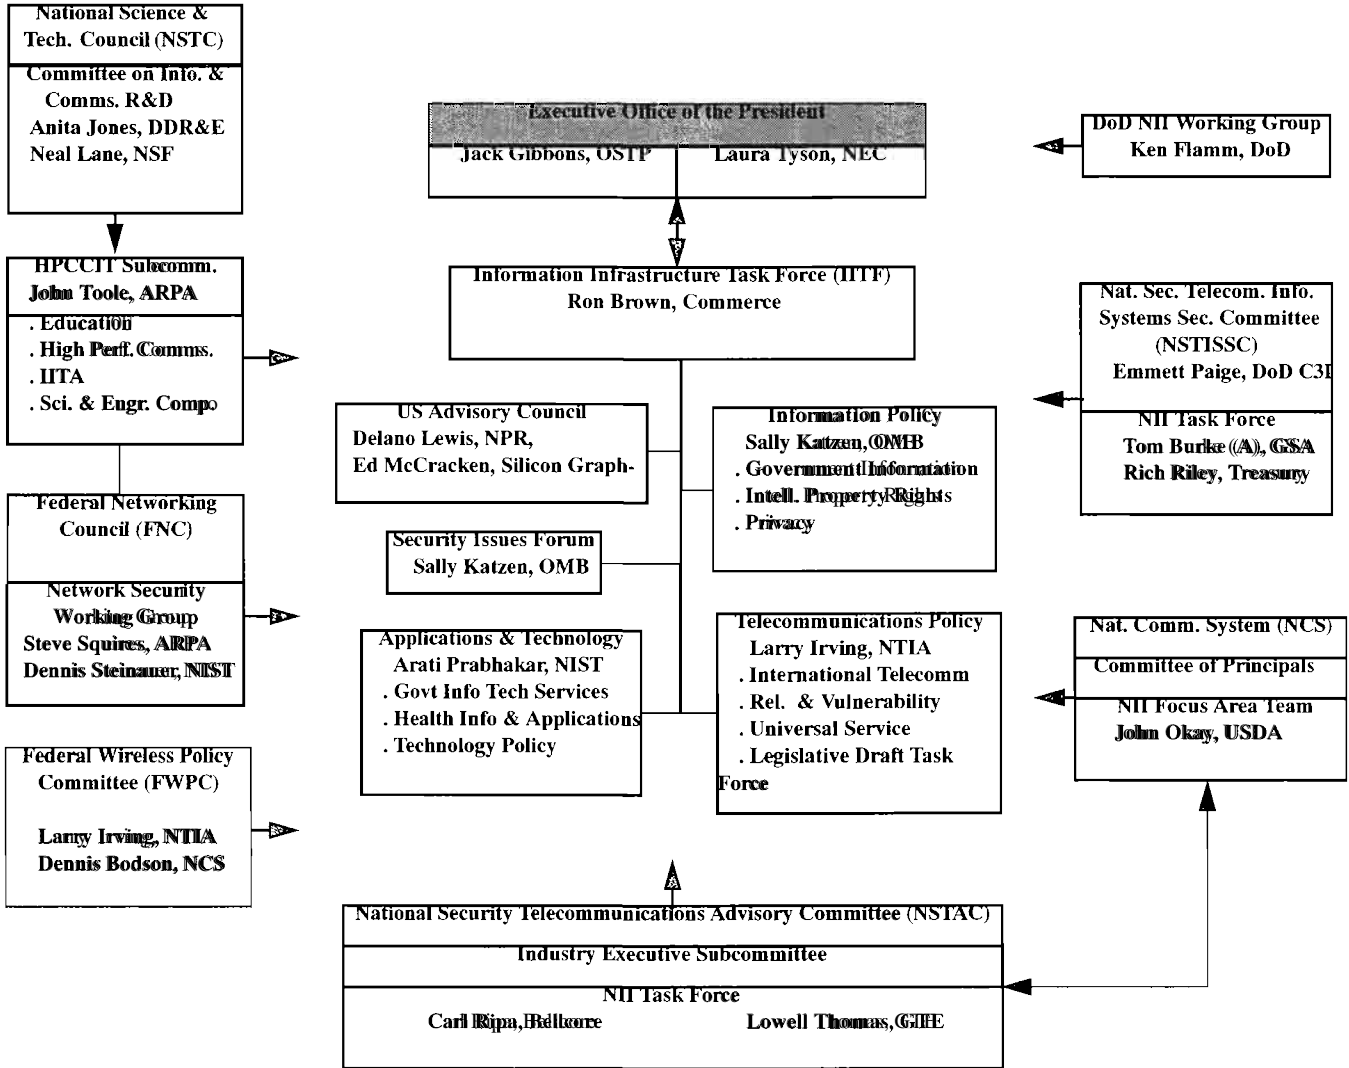 National Science &
Tech. Council (NSTC)
Committee on Info. &
Comms. R&D
Anita Jones, DDR&E
Neal Lane, NSF
Executive Office of the President
Jack Gibbons, OSTP
Laura Tyson, NEC
DoD NII Working Group
Ken Flamm, DoD
HPCCIT Subcomm.
John Toole, ARPA
. Education
. High Perf. Comms.
. IITA
. Sci. & Engr. Comp.
Information Infrastructure Task Force (IITF)
Ron Brown, Commerce
Nat. Sec. Telecom. Info.
Systems Sec. Committee
(NSTISSC)
Emmett Paige, DoD C3I
NII Task Force
Tom Burke (A), GSA
Rich Riley, Treasury
US Advisory Council
Delano Lewis, NPR,
Ed McCracken, Silicon Graph-
Information Policy
Sally Katzen, OMB
. Government Information
. Intell. Property Rights
. Privacy
Federal Networking
Council (FNC)
Network Security
Working Group
Steve Squires, ARPA
Dennis Steinauer, NIST
Security Issues Forum
Sally Katzen, OMB
Applications & Technology
Arati Prabhakar, NIST
. Govt Info Tech Services
. Health Info & Applications
. Technology Policy
Telecommunications Policy
Larry Irving, NTIA
. International Telecomm
. Rel. & Vulnerability
. Universal Service
. Legislative Draft Task
Force
Nat. Comm. System (NCS)
Committee of Principals
NII Focus Area Team
John Okay, USDA
Federal Wireless Policy
Committee (FWPC)
Larry Irving, NTIA
Dennis Bodson, NCS
National Security Telecommunications Advisory Committee (NSTAC)
Industry Executive Subcommittee
NII Task Force
Carl Ripa, Bellcore
Lowell Thomas, GTE